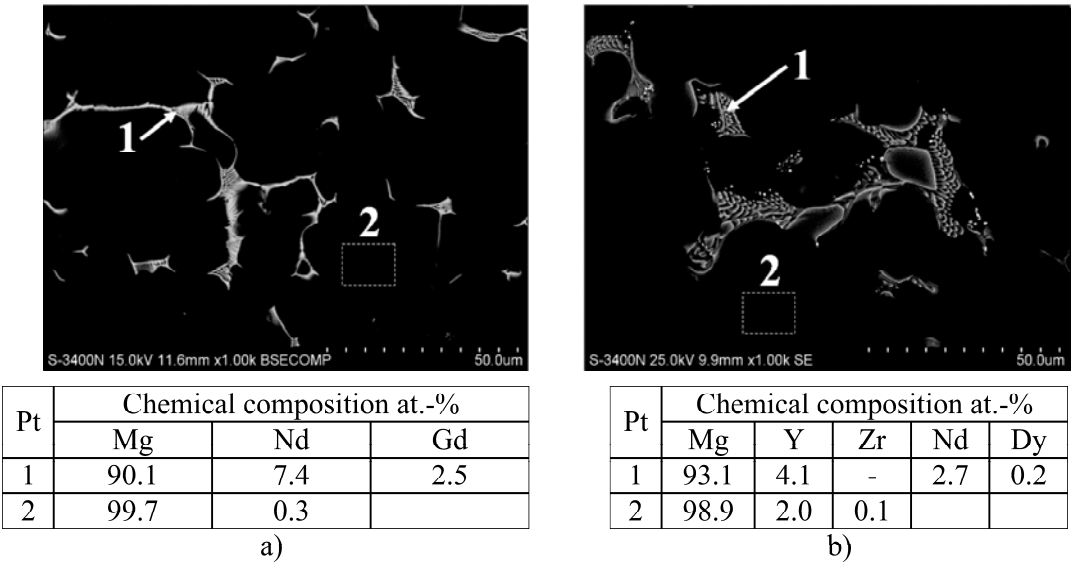 1
2
S-3400N 15.0kV 11.6mm x1.00k BSECOMP 50.0um
1
2
S-3400N 25.0kV 9.9mm x1.00k SE 50.0um
Pt Chemical composition at.-%
Mg Nd Gd
1 90.1 7.4 2.5
2 99.7 0.3
a)
Pt Chemical composition at.-%
Mg Y Zr Nd Dy
1 93.1 4.1 - 2.7 0.2
2 98.9 2.0 0.1
b)